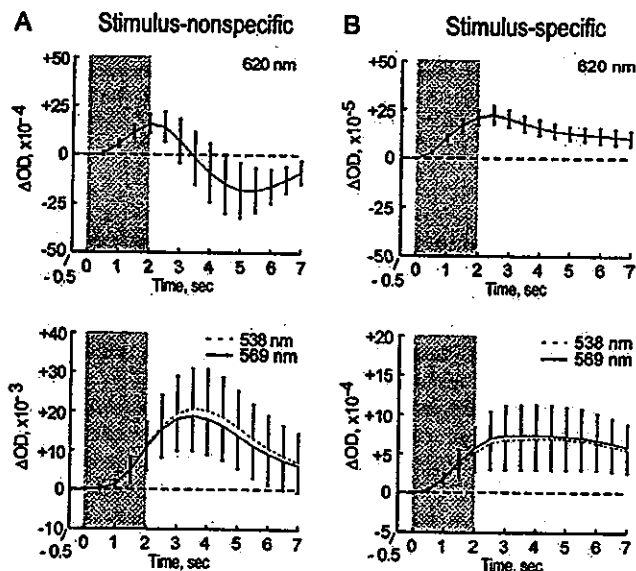 A Stimulus-nonspecific
B Stimulus-specific
620 nm
+50
+25
0
-25
-50
ΔOD, x10-4
-0.5/ 0 1 2 3 4 5 6 7
Time, sec
620 nm
+50
+25
0
-25
-50
ΔOD, x10-5
-0.5/ 0 1 2 3 4 5 6 7
Time, sec
538 nm
569 nm
+40
+30
+20
+10
0
-10
ΔOD, x10-3
-0.5/ 0 1 2 3 4 5 6 7
Time, sec
538 nm
569 nm
+20
+15
+10
+5
0
-5
ΔOD, x10-4
-0.5/ 0 1 2 3 4 5 6 7
Time, sec